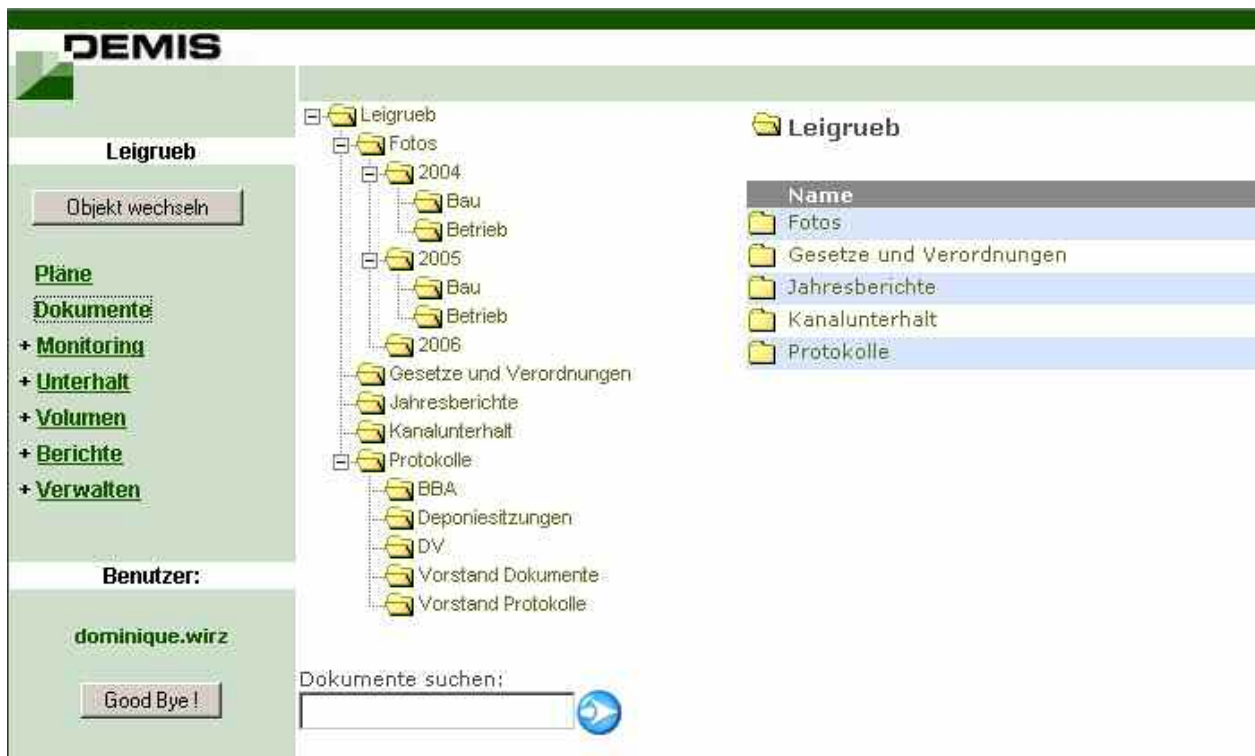 DEMIS
Leigrueb
Objekt wechseln
Pläne
Dokumente
+ Monitoring
+ Unterhalt
+ Volumen
+ Berichte
+ Verwalten
Benutzer:
dominique.wirz
Good Bye !
Leigrueb
Fotos
2004
Bau
Betrieb
2005
Bau
Betrieb
2006
Gesetze und Verordnungen
Jahresberichte
Kanalunterhalt
Protokolle
BBA
Deponiesitzungen
DV
Vorstand Dokumente
Vorstand Protokolle
Dokumente suchen:
Leigrueb
Name
Fotos
Gesetze und Verordnungen
Jahresberichte
Kanalunterhalt
Protokolle